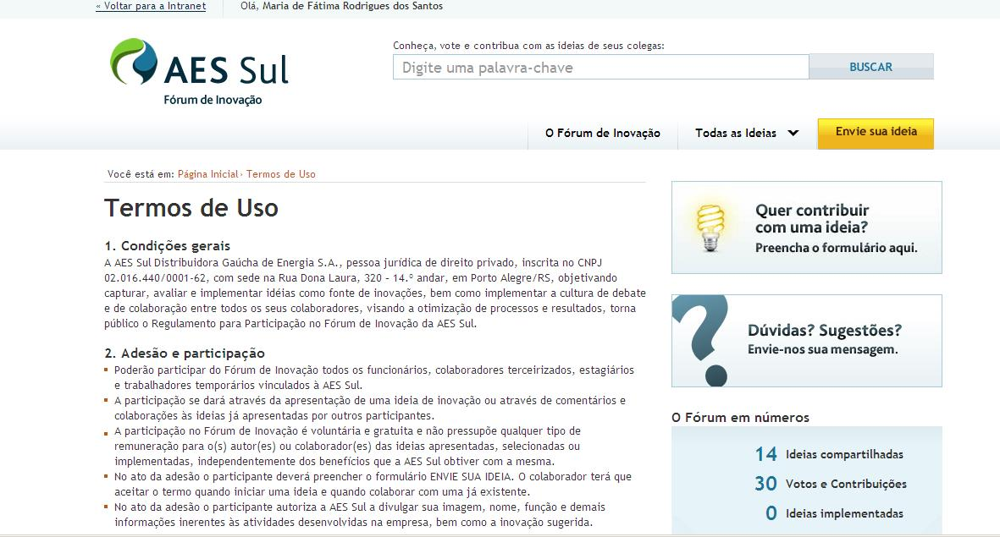 « Voltar para a Intranet
Olá, Maria de Fátima Rodrigues dos Santos
AES Sul
Fórum de Inovação
Conheça, vote e contribua com as ideias de seus colegas:
Digite uma palavra-chave
BUSCAR
O Fórum de Inovação
Todas as Ideias
Envie sua ideia
Você está em: Página Inicial› Termos de Uso
Termos de Uso
1. Condições gerais
A AES Sul Distribuidora Gaúcha de Energia S.A., pessoa jurídica de direito privado, inscrita no CNPJ
02.016.440/0001-62, com sede na Rua Dona Laura, 320 – 14.º andar, em Porto Alegre/RS, objetivando
capturar, avaliar e implementar idéias como fonte de inovações, bem como implementar a cultura de debate
e de colaboração entre todos os seus colaboradores, visando a otimização de processos e resultados, torna
público o Regulamento para Participação no Fórum de Inovação da AES Sul.
2. Adesão e participação
Poderão participar do Fórum de Inovação todos os funcionários, colaboradores terceirizados, estagiários
e trabalhadores temporários vinculados à AES Sul.
A participação se dará através da apresentação de uma ideia de inovação ou através de comentários e
colaborações às ideias já apresentadas por outros participantes.
A participação no Fórum de Inovação é voluntária e gratuita e não pressupõe qualquer tipo de
remuneração para o(s) autor(es) ou colaborador(es) das ideias apresentadas, selecionadas ou
implementadas, independentemente dos benefícios que a AES Sul obtiver com a mesma.
No ato da adesão o participante deverá preencher o formulário ENVIE SUA IDEIA. O colaborador terá que
aceitar o termo quando iniciar uma ideia e quando colaborar com uma já existente.
No ato da adesão o participante autoriza a AES Sul a divulgar sua imagem, nome, função e demais
informações inerentes às atividades desenvolvidas na empresa, bem como a inovação sugerida.
Quer contribuir
com uma ideia?
Preencha o formulário aqui.
?
Dúvidas? Sugestões?
Envie-nos sua mensagem.
O Fórum em números
14 Ideias compartilhadas
30 Votos e Contribuições
0 Ideias implementadas